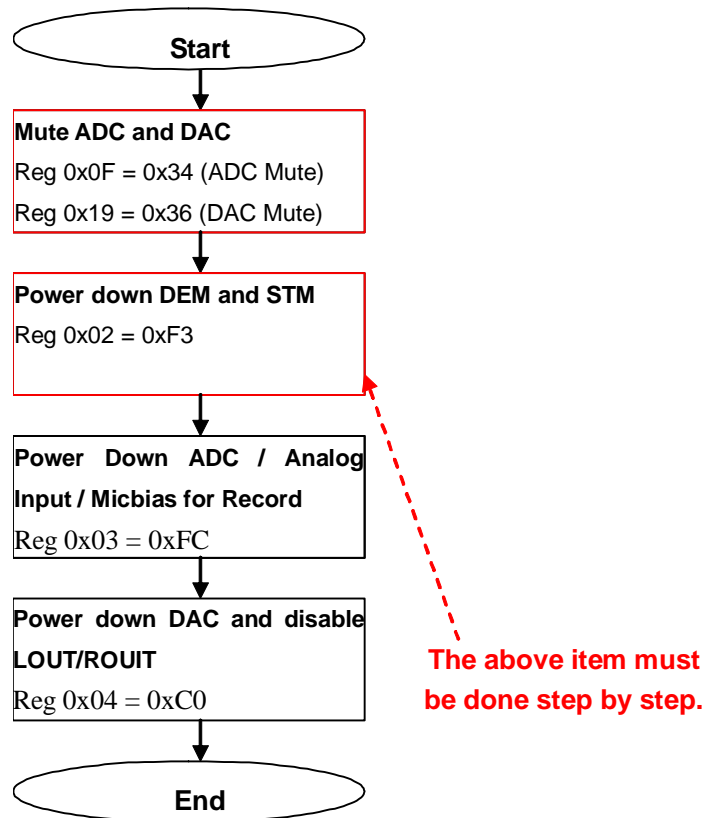 Start
Mute ADC and DAC
Reg 0x0F = 0x34 (ADC Mute)
Reg 0x19 = 0x36 (DAC Mute)
Power down DEM and STM
Reg 0x02 = 0xF3
Power Down ADC / Analog
Input / Micbias for Record
Reg 0x03 = 0xFC
Power down DAC and disable
LOUT/ROUIT
Reg 0x04 = 0xC0
The above item must
be done step by step.
End